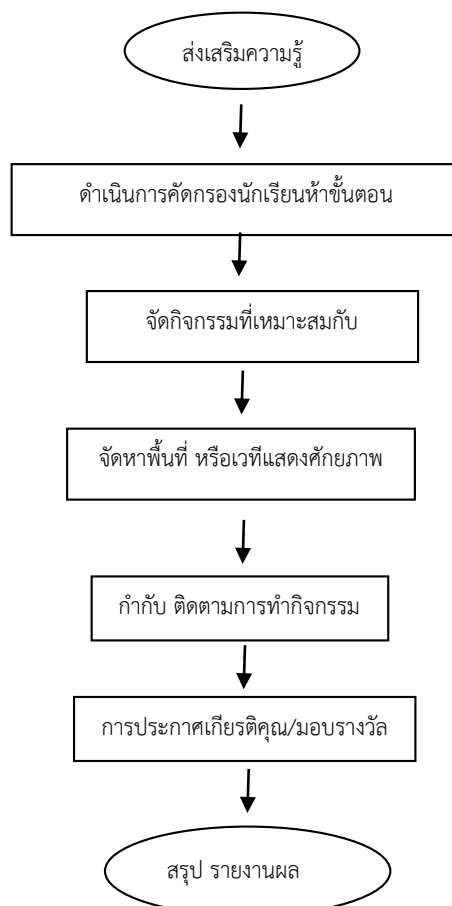 ส่งเสริมความรู้
ดำเนินการคัดกรองนักเรียนห้าขั้นตอน
จัดกิจกรรมที่เหมาะสมกับ
จัดหาพื้นที่ หรือเวทีแสดงศักยภาพ
กำกับ ติดตามการทำกิจกรรม
การประกาศเกียรติคุณ/มอบรางวัล
สรุป รายงานผล